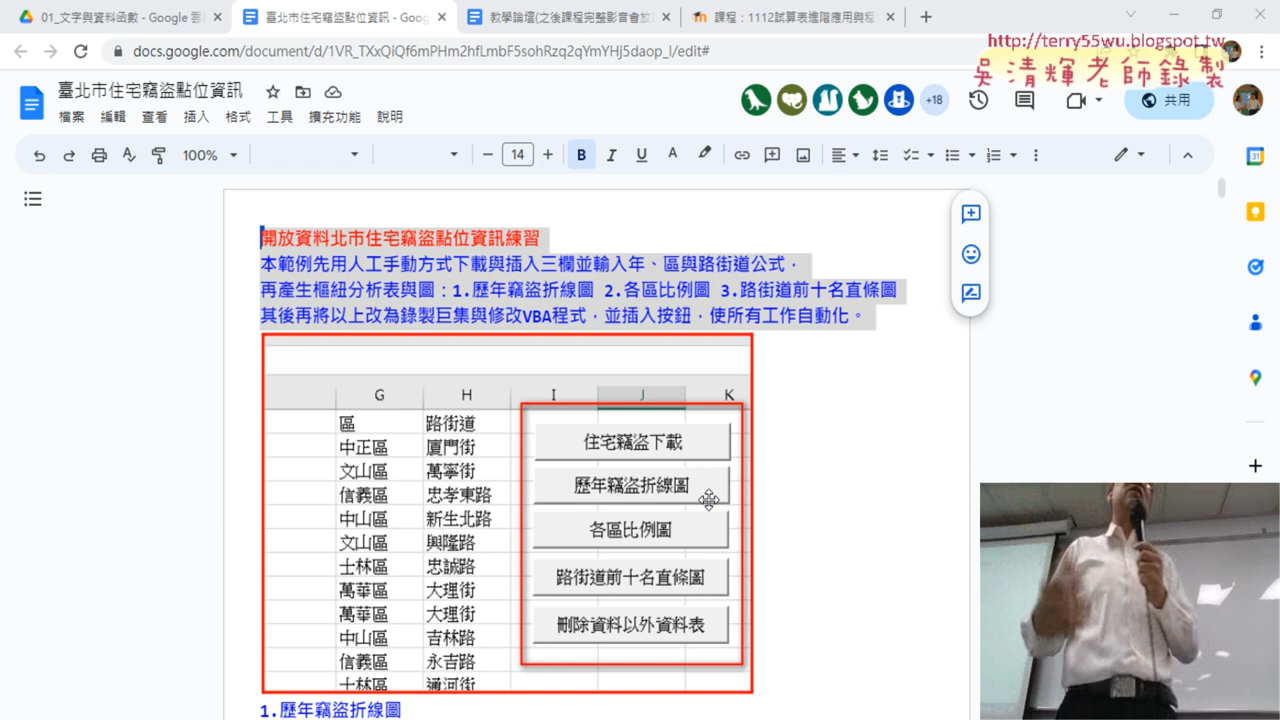 01_文字與資料函數 - Google 雲
臺北市住宅竊盜點位資訊 - Goog
教學論壇(之後課程完整影音會放
課程：1112試算表進階應用與程
docs.google.com/document/d/1VR_TXxQiQf6mPHm2hfLmbF5sohRzq2qYmYHj5daop_I/edit#
http://terry55wu.blogspot.tw
吳清輝老師錄製
臺北市住宅竊盜點位資訊
檔案 編輯 查看 插入 格式 工具 擴充功能 說明
+18
共用
100%
14
B I U A
31
開放資料北市住宅竊盜點位資訊練習
本範例先用人工手動方式下載與插入三欄並輸入年、區與路街道公式，
再產生樞紐分析表與圖：1.歷年竊盜折線圖 2.各區比例圖 3.路街道前十名直條圖
其後再將以上改為錄製巨集與修改VBA程式，並插入按鈕，使所有工作自動化。
G H I J K
區 路街道
中正區 廈門街
文山區 萬寧街
信義區 忠孝東路
中山區 新生北路
文山區 興隆路
士林區 忠誠路
萬華區 大理街
萬華區 大理街
中山區 吉林路
信義區 永吉路
士林區 通河街
住宅竊盜下載
歷年竊盜折線圖
各區比例圖
路街道前十名直條圖
刪除資料以外資料表
1.歷年竊盜折線圖